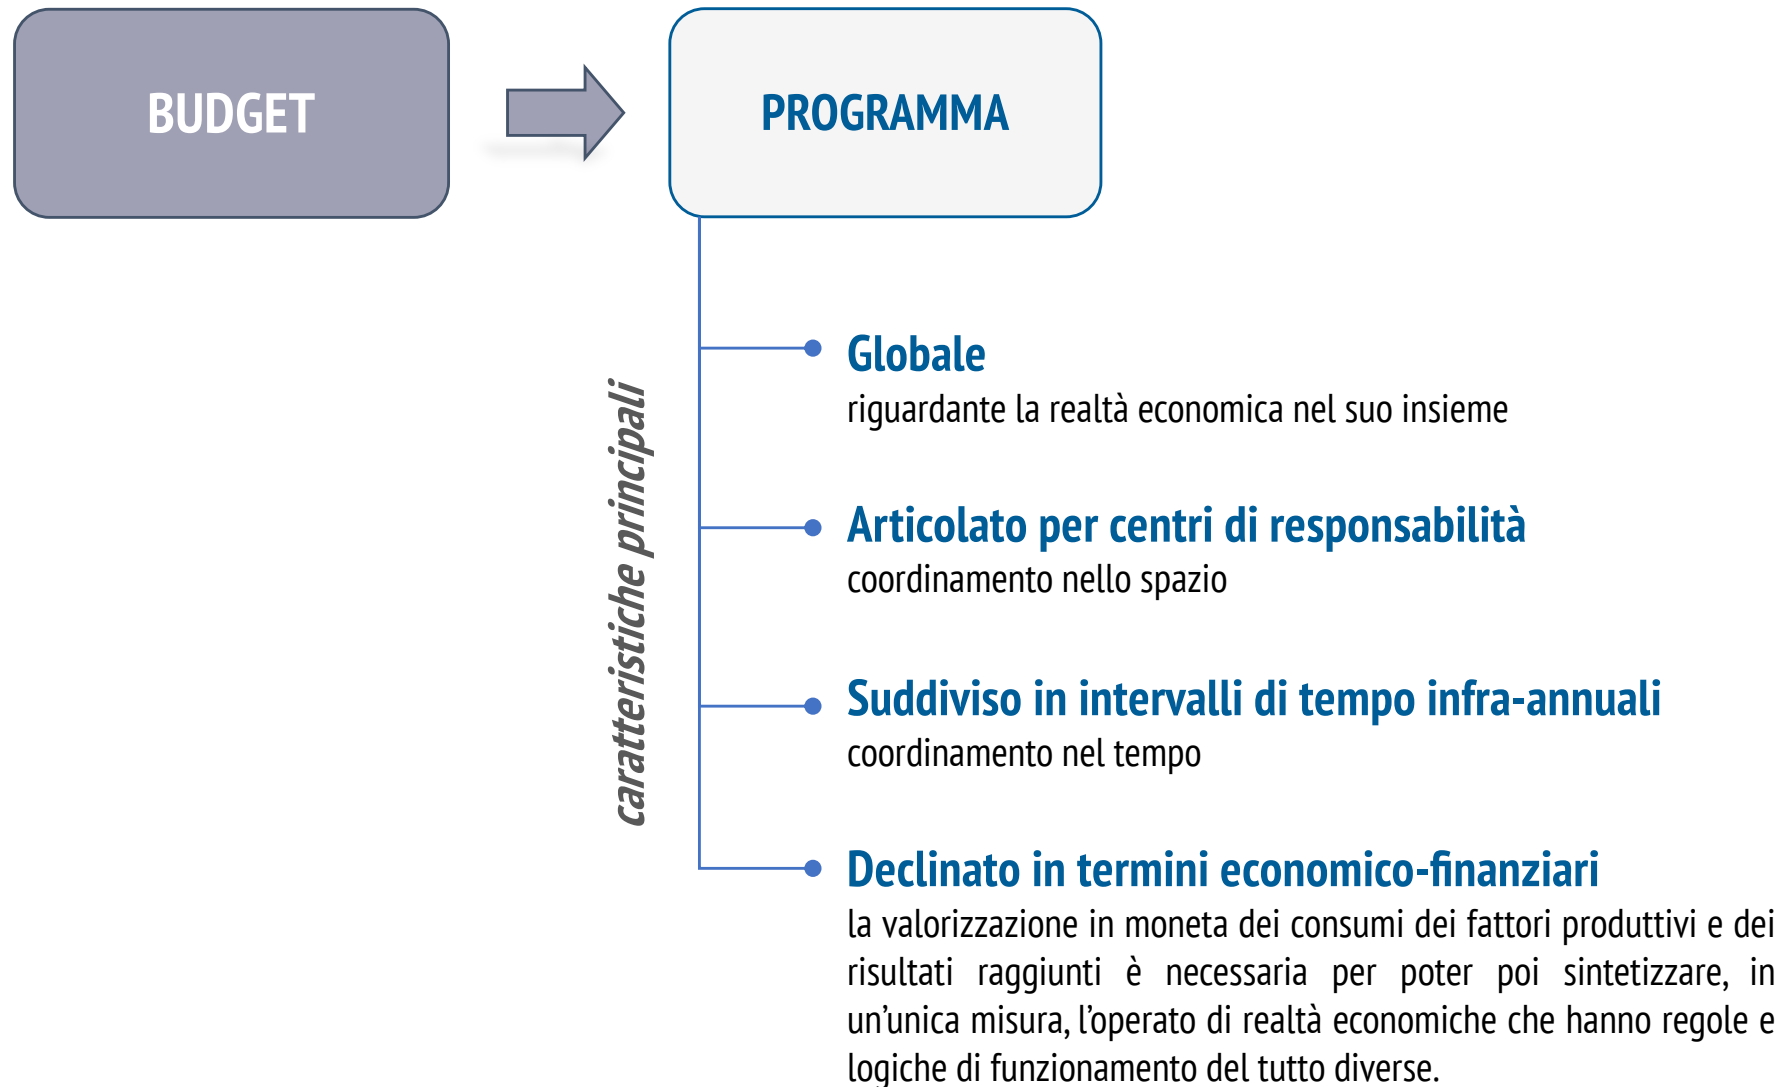 BUDGET
PROGRAMMA
caratteristiche principali
Globale
riguardante la realtà economica nel suo insieme
Articolato per centri di responsabilità
coordinamento nello spazio
Suddiviso in intervalli di tempo infra-annuali
coordinamento nel tempo
Declinato in termini economico-finanziari
la valorizzazione in moneta dei consumi dei fattori produttivi e dei
risultati raggiunti è necessaria per poter poi sintetizzare, in
un’unica misura, l’operato di realtà economiche che hanno regole e
logiche di funzionamento del tutto diverse.